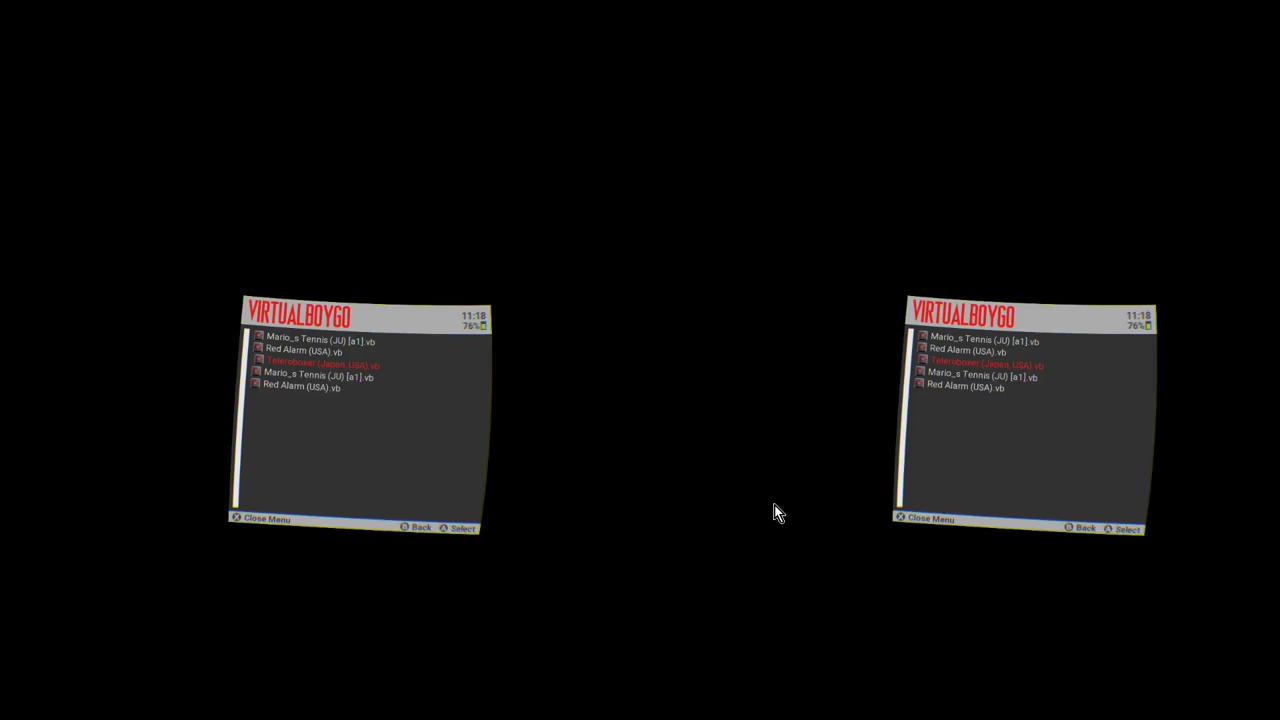 VIRTUALBOYGO
11:18
76%
Mario_s Tennis (JU) [a1].vb
Red Alarm (USA).vb
Teleroboxer (Japan, USA).vb
Mario_s Tennis (JU) [a1].vb
Red Alarm (USA).vb
X Close Menu
B Back A Select
VIRTUALBOYGO
11:18
76%
Mario_s Tennis (JU) [a1].vb
Red Alarm (USA).vb
Teleroboxer (Japan, USA).vb
Mario_s Tennis (JU) [a1].vb
Red Alarm (USA).vb
X Close Menu
B Back A Select